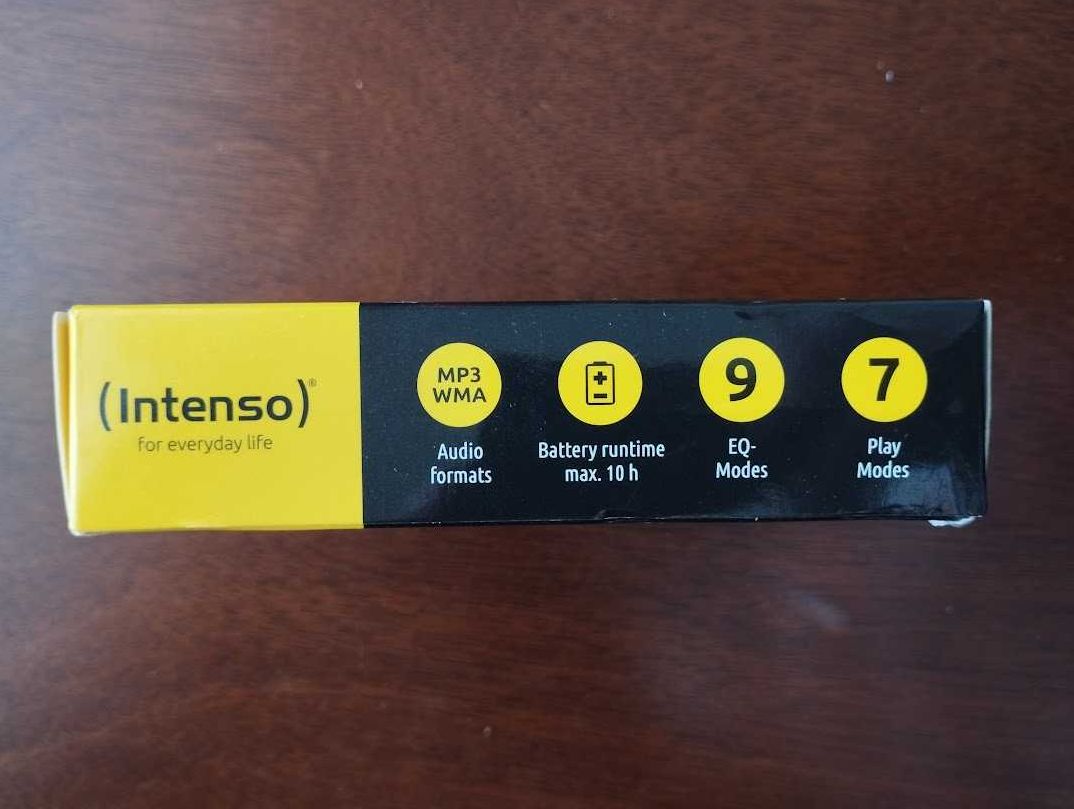 (Intenso)®
for everyday life
MP3
WMA
Audio
formats
Battery runtime
max. 10 h
9
EQ-
Modes
7
Play
Modes